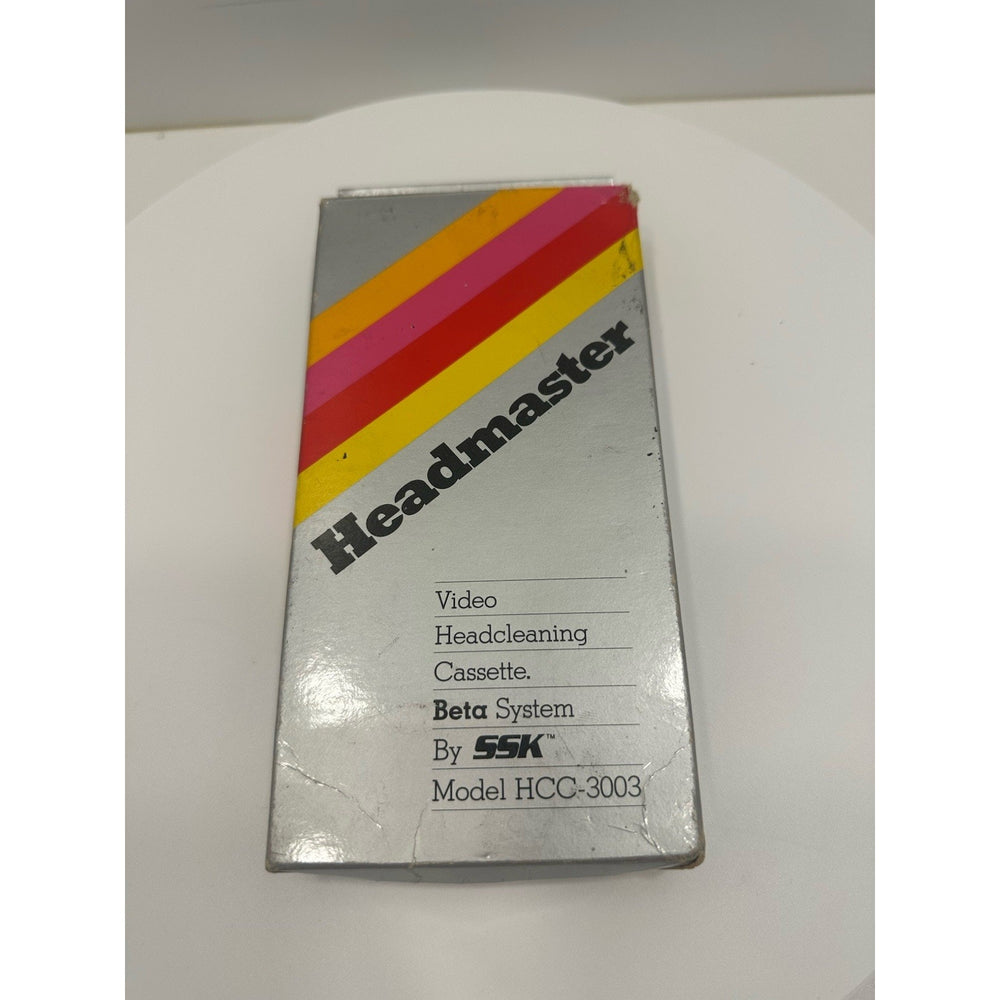 Headmaster
Video
Headcleaning
Cassette.
Beta System
By SSK™
Model HCC-3003